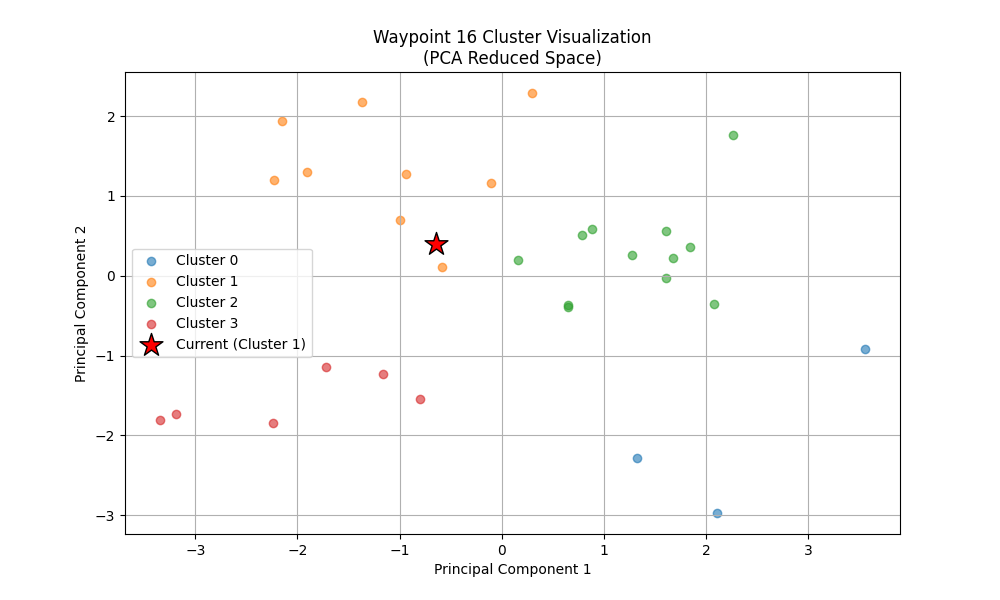 Waypoint 16 Cluster Visualization
(PCA Reduced Space)
Principal Component 2
2
1
0
−1
−2
−3
Cluster 0
Cluster 1
Cluster 2
Cluster 3
Current (Cluster 1)
−3
−2
−1
0
1
2
3
Principal Component 1